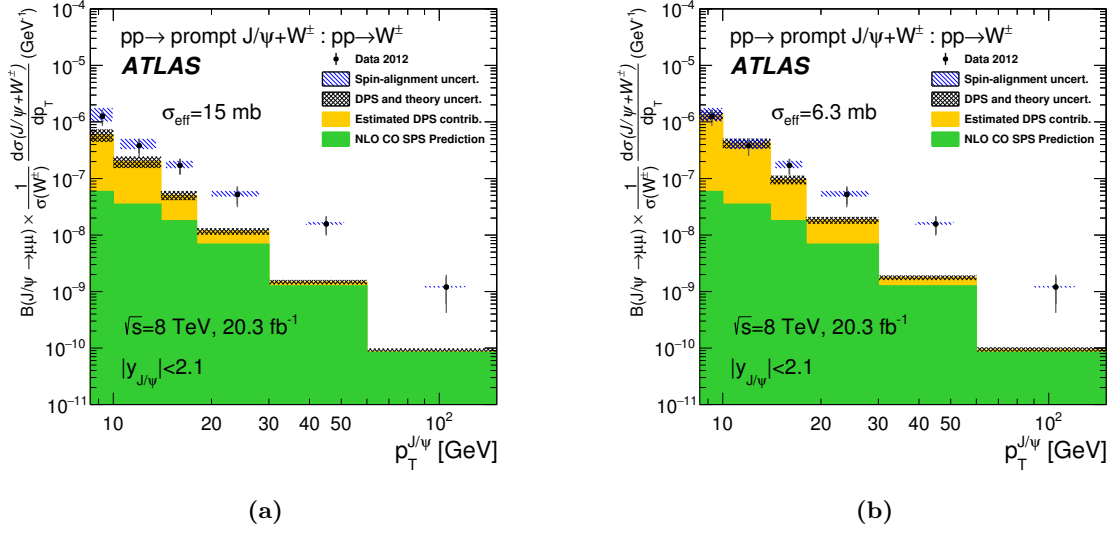 pp→ prompt J/ψ+W± : pp→W±
ATLAS
Data 2012
Spin-alignment uncert.
DPS and theory uncert.
Estimated DPS contrib.
NLO CO SPS Prediction
σeff=15 mb
√s=8 TeV, 20.3 fb⁻¹
|yJ/ψ|<2.1
B(J/ψ →μμ) × 1/σ(W±) dσ(J/ψ+W±)/dpT (GeV⁻¹)
10⁻⁴
10⁻⁵
10⁻⁶
10⁻⁷
10⁻⁸
10⁻⁹
10⁻¹⁰
10⁻¹¹
10 20 30 40 50 10²
pTJ/ψ [GeV]
(a)
pp→ prompt J/ψ+W± : pp→W±
ATLAS
Data 2012
Spin-alignment uncert.
DPS and theory uncert.
Estimated DPS contrib.
NLO CO SPS Prediction
σeff=6.3 mb
√s=8 TeV, 20.3 fb⁻¹
|yJ/ψ|<2.1
B(J/ψ →μμ) × 1/σ(W±) dσ(J/ψ+W±)/dpT (GeV⁻¹)
10⁻⁴
10⁻⁵
10⁻⁶
10⁻⁷
10⁻⁸
10⁻⁹
10⁻¹⁰
10⁻¹¹
10 20 30 40 50 10²
pTJ/ψ [GeV]
(b)